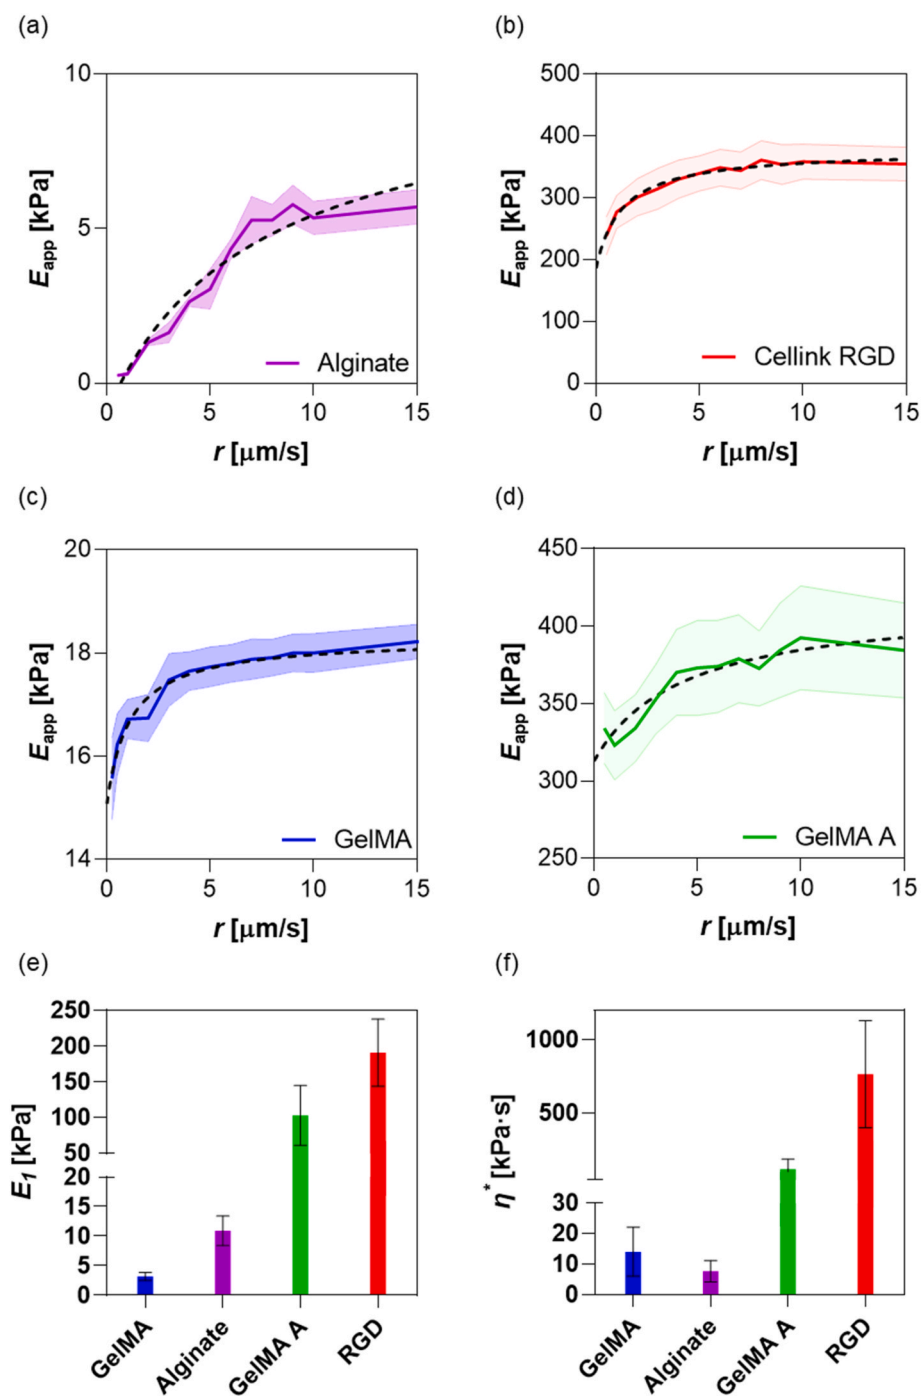 (a)
10
5
0
E_app [kPa]
Alginate
0 5 10 15
r [μm/s]
(b)
500
400
300
200
100
0
E_app [kPa]
Cellink RGD
0 5 10 15
r [μm/s]
(c)
20
18
16
14
E_app [kPa]
GelMA
0 5 10 15
r [μm/s]
(d)
450
400
350
300
250
E_app [kPa]
GelMA A
0 5 10 15
r [μm/s]
(e)
250
200
150
100
50
20
15
10
5
0
E_1 [kPa]
GelMA Alginate GelMA A RGD
(f)
1000
500
30
20
10
0
η* [kPa·s]
GelMA Alginate GelMA A RGD